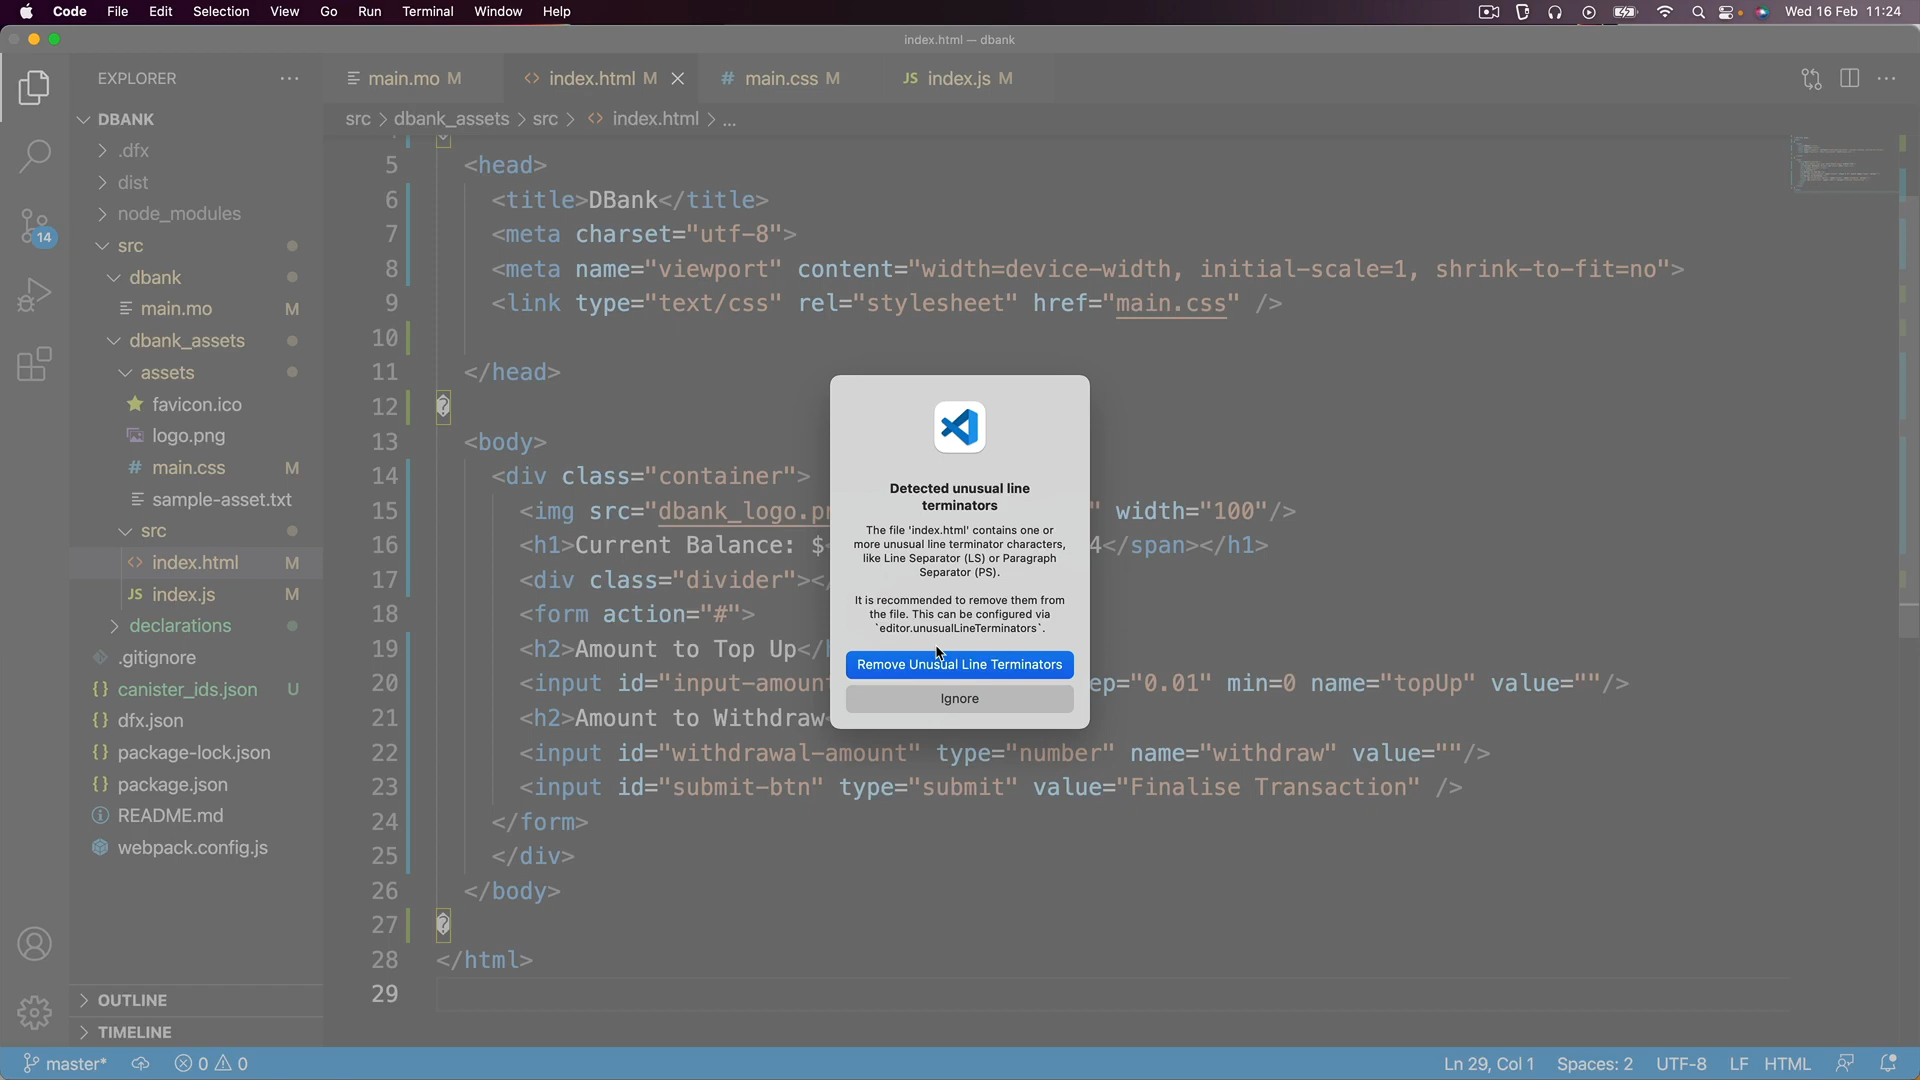 Code File Edit Selection View Go Run Terminal Window Help Wed 16 Feb 11:24
index.html — dbank
EXPLORER
main.mo M
index.html M
# main.css M
JS index.js M
src > dbank_assets > src > <> index.html > ...
DBANK
.dfx
dist
node_modules
src
dbank
main.mo M
dbank_assets
assets
favicon.ico
logo.png
# main.css M
sample-asset.txt
src
<> index.html M
JS index.js M
declarations
.gitignore
{} canister_ids.json U
{} dfx.json
{} package-lock.json
{} package.json
README.md
webpack.config.js
OUTLINE
TIMELINE
14
5 <head>
6 <title>DBank</title>
7 <meta charset="utf-8">
8 <meta name="viewport" content="width=device-width, initial-scale=1, shrink-to-fit=no">
9 <link type="text/css" rel="stylesheet" href="main.css" />
10
11 </head>
12 ?
13 <body>
14 <div class="container">
15 <img src="dbank_logo.p " width="100"/>
16 <h1>Current Balance: $ 4</span></h1>
17 <div class="divider"><
18 <form action="#">
19 <h2>Amount to Top Up</
20 <input id="input-amoun ep="0.01" min=0 name="topUp" value=""/>
21 <h2>Amount to Withdraw
22 <input id="withdrawal-amount" type="number" name="withdraw" value=""/>
23 <input id="submit-btn" type="submit" value="Finalise Transaction" />
24 </form>
25 </div>
26 </body>
27 ?
28 </html>
29
Detected unusual line
terminators
The file 'index.html' contains one or
more unusual line terminator characters,
like Line Separator (LS) or Paragraph
Separator (PS).
It is recommended to remove them from
the file. This can be configured via
`editor.unusualLineTerminators`.
Remove Unusual Line Terminators
Ignore
master* 0 0 Ln 29, Col 1 Spaces: 2 UTF-8 LF HTML